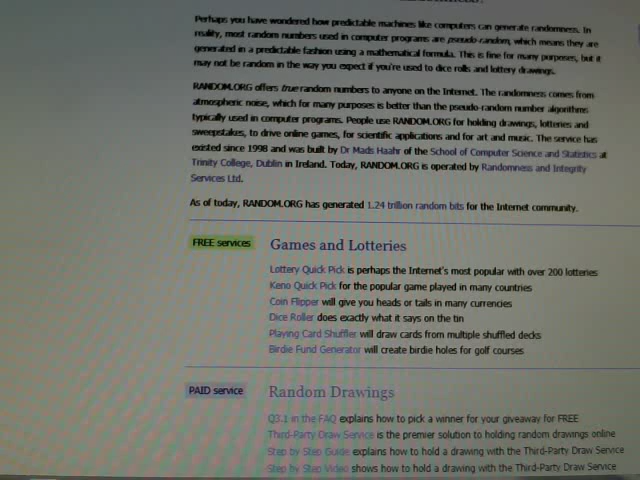 Perhaps you have wondered how predictable machines like computers can generate randomness. In
reality, most random numbers used in computer programs are pseudo-random, which means they are
generated in a predictable fashion using a mathematical formula. This is fine for many purposes, but it
may not be random in the way you expect if you're used to dice rolls and lottery drawings.
RANDOM.ORG offers true random numbers to anyone on the Internet. The randomness comes from
atmospheric noise, which for many purposes is better than the pseudo-random number algorithms
typically used in computer programs. People use RANDOM.ORG for holding drawings, lotteries and
sweepstakes, to drive online games, for scientific applications and for art and music. The service has
existed since 1998 and was built by Dr Mads Haahr of the School of Computer Science and Statistics at
Trinity College, Dublin in Ireland. Today, RANDOM.ORG is operated by Randomness and Integrity
Services Ltd.
As of today, RANDOM.ORG has generated 1.24 trillion random bits for the Internet community.
FREE services Games and Lotteries
Lottery Quick Pick is perhaps the Internet's most popular with over 200 lotteries
Keno Quick Pick for the popular game played in many countries
Coin Flipper will give you heads or tails in many currencies
Dice Roller does exactly what it says on the tin
Playing Card Shuffler will draw cards from multiple shuffled decks
Birdie Fund Generator will create birdie holes for golf courses
PAID service Random Drawings
Q3.1 in the FAQ explains how to pick a winner for your giveaway for FREE
Third-Party Draw Service is the premier solution to holding random drawings online
Step by Step Guide explains how to hold a drawing with the Third-Party Draw Service
Step by Step Video shows how to hold a drawing with the Third-Party Draw Service